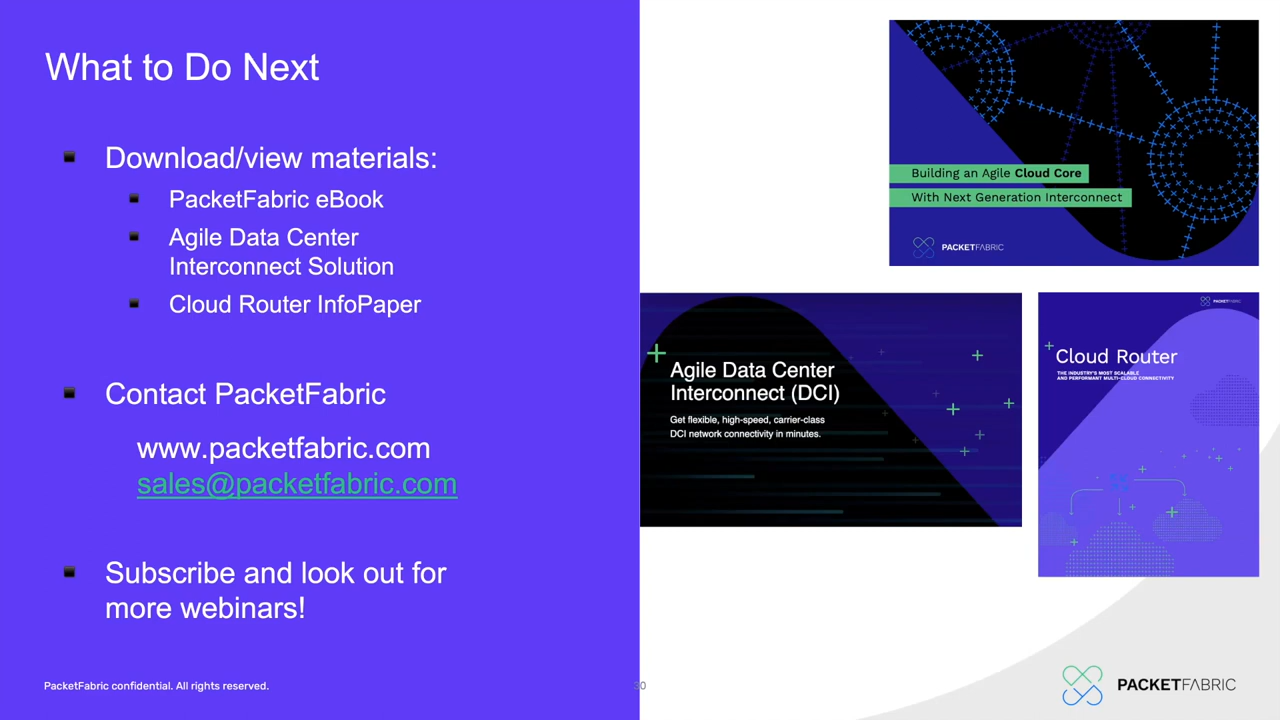 What to Do Next
Download/view materials:
PacketFabric eBook
Agile Data Center
Interconnect Solution
Cloud Router InfoPaper
Contact PacketFabric
www.packetfabric.com
sales@packetfabric.com
Subscribe and look out for
more webinars!
PacketFabric confidential. All rights reserved.
Building an Agile Cloud Core
With Next Generation Interconnect
PACKETFABRIC
Agile Data Center
Interconnect (DCI)
Get flexible, high-speed, carrier-class
DCI network connectivity in minutes.
PACKETFABRIC
Cloud Router
THE INDUSTRY'S MOST SCALABLE
AND PERFORMANT MULTI-CLOUD CONNECTIVITY
30
PACKETFABRIC